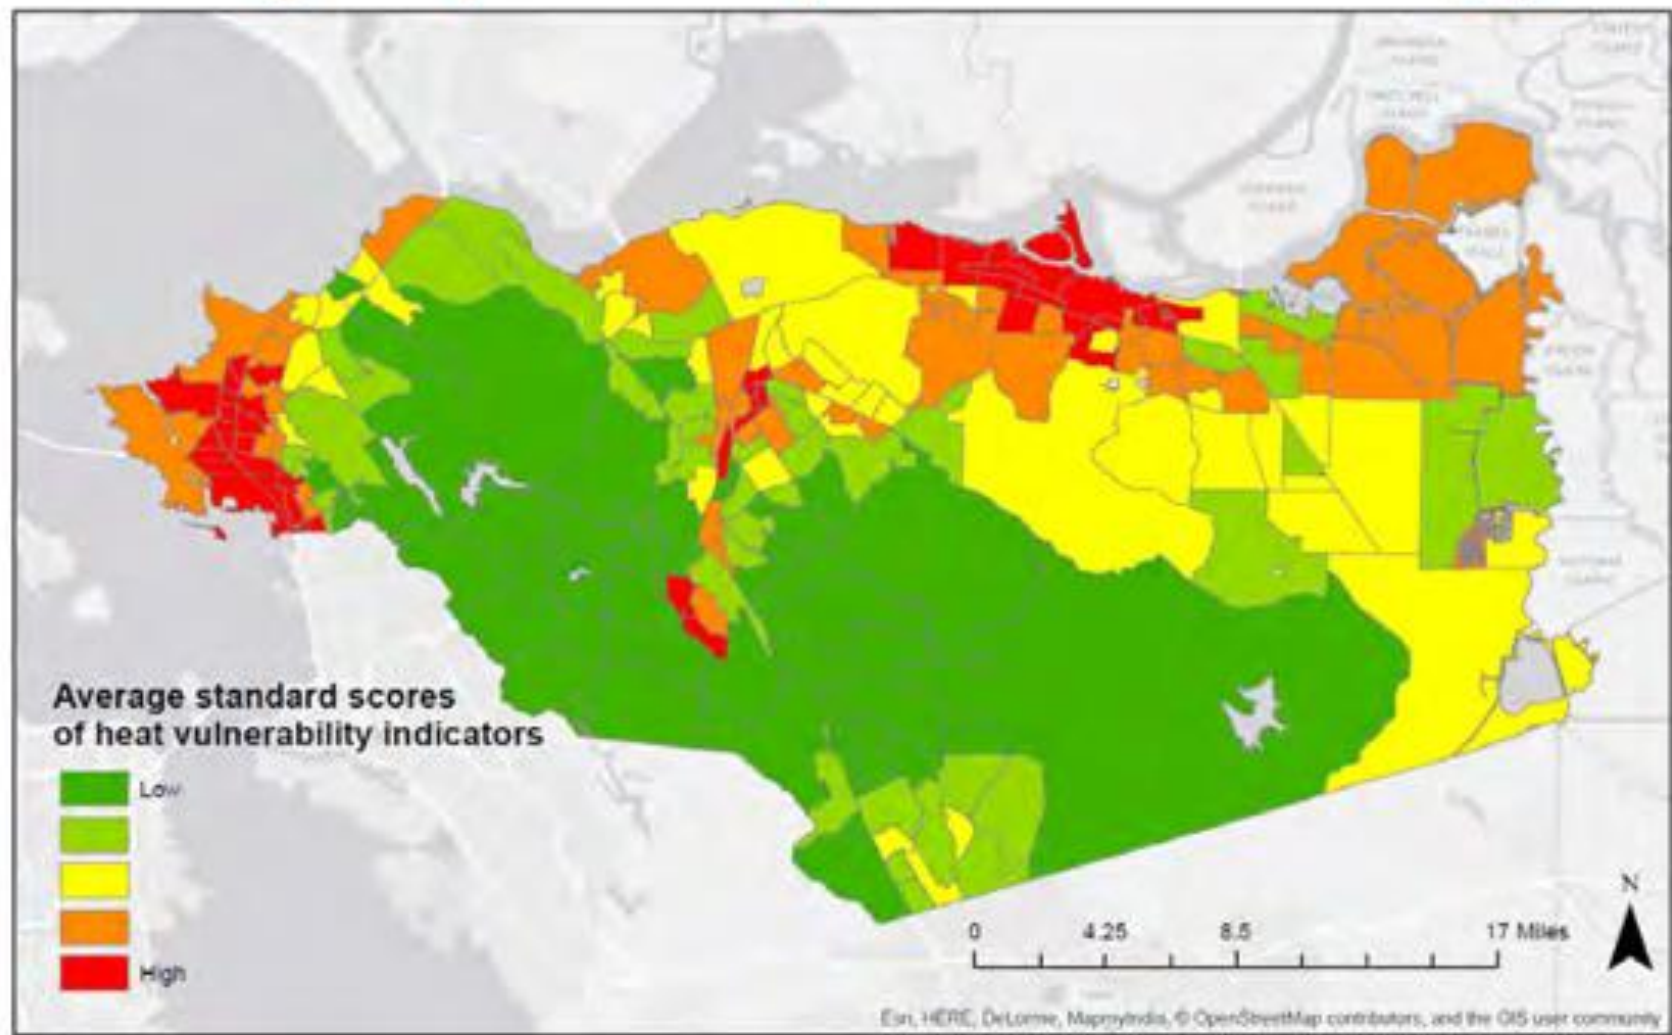 Average standard scores
of heat vulnerability indicators
Low
High
N
0 4.25 8.5 17 Miles
Esri, HERE, DeLorme, MapmyIndia, © OpenStreetMap contributors, and the GIS user community